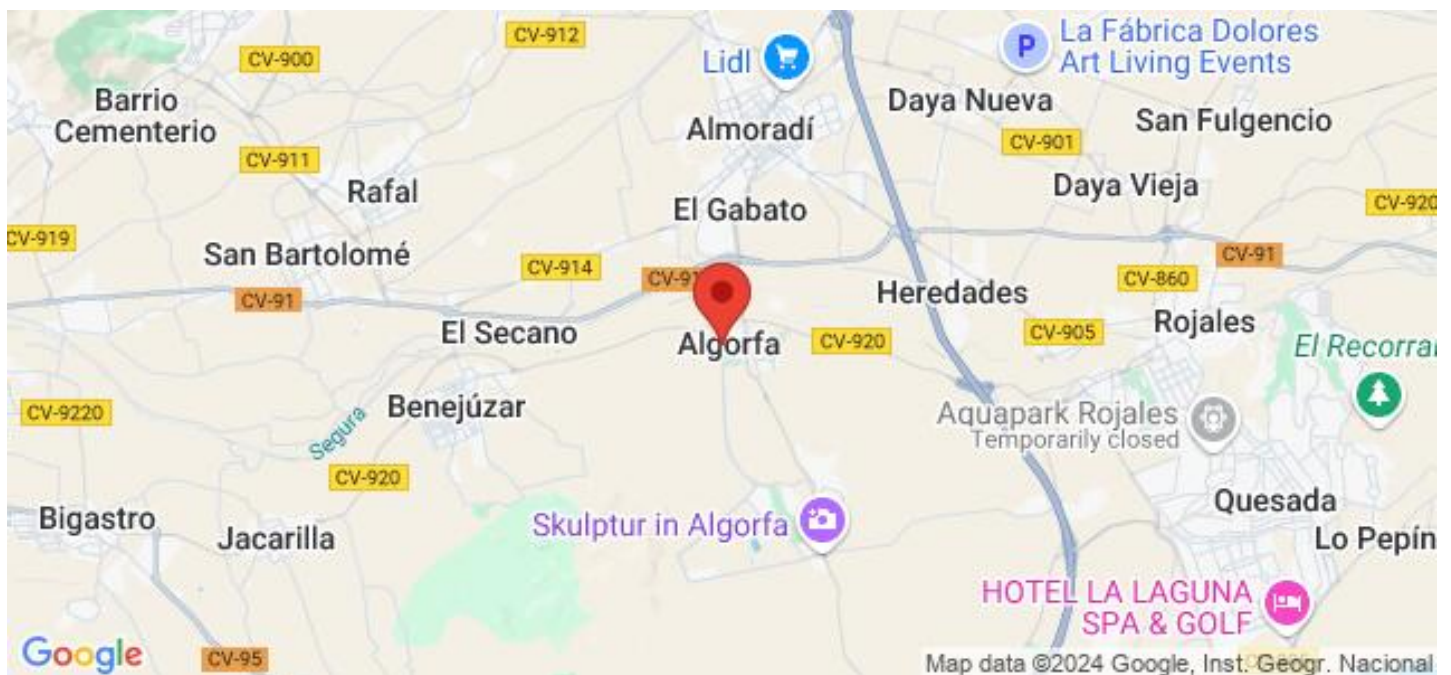 CV-912
La Fábrica Dolores
Art Living Events
P
CV-900
Lidl
Barrio
Cementerio
Daya Nueva
San Fulgencio
Almoradí
CV-901
CV-911
Rafal
Daya Vieja
El Gabato
CV-920
CV-919
San Bartolomé
CV-914
CV-91
CV-91
CV-860
CV-91
Heredades
El Secano
Algorfa
CV-920
CV-905
Rojales
El Recorral
Benejúzar
CV-9220
Segura
Aquapark Rojales
Temporarily closed
CV-920
Bigastro
Jacarilla
Skulptur in Algorfa
Quesada
Lo Pepín
HOTEL LA LAGUNA
SPA & GOLF
Google
CV-95
Map data ©2024 Google, Inst. Geogr. Nacional